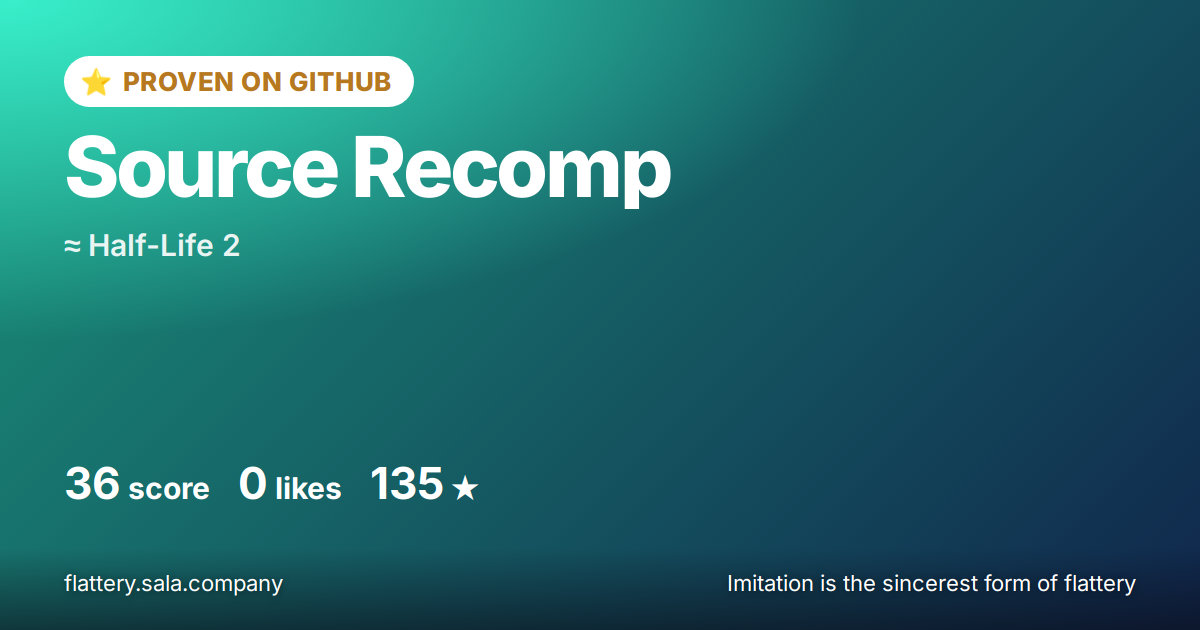 ⭐ PROVEN ON GITHUB
Source Recomp
≈ Half-Life 2
36 score 0 likes 135 ★
flattery.sala.company
Imitation is the sincerest form of flattery